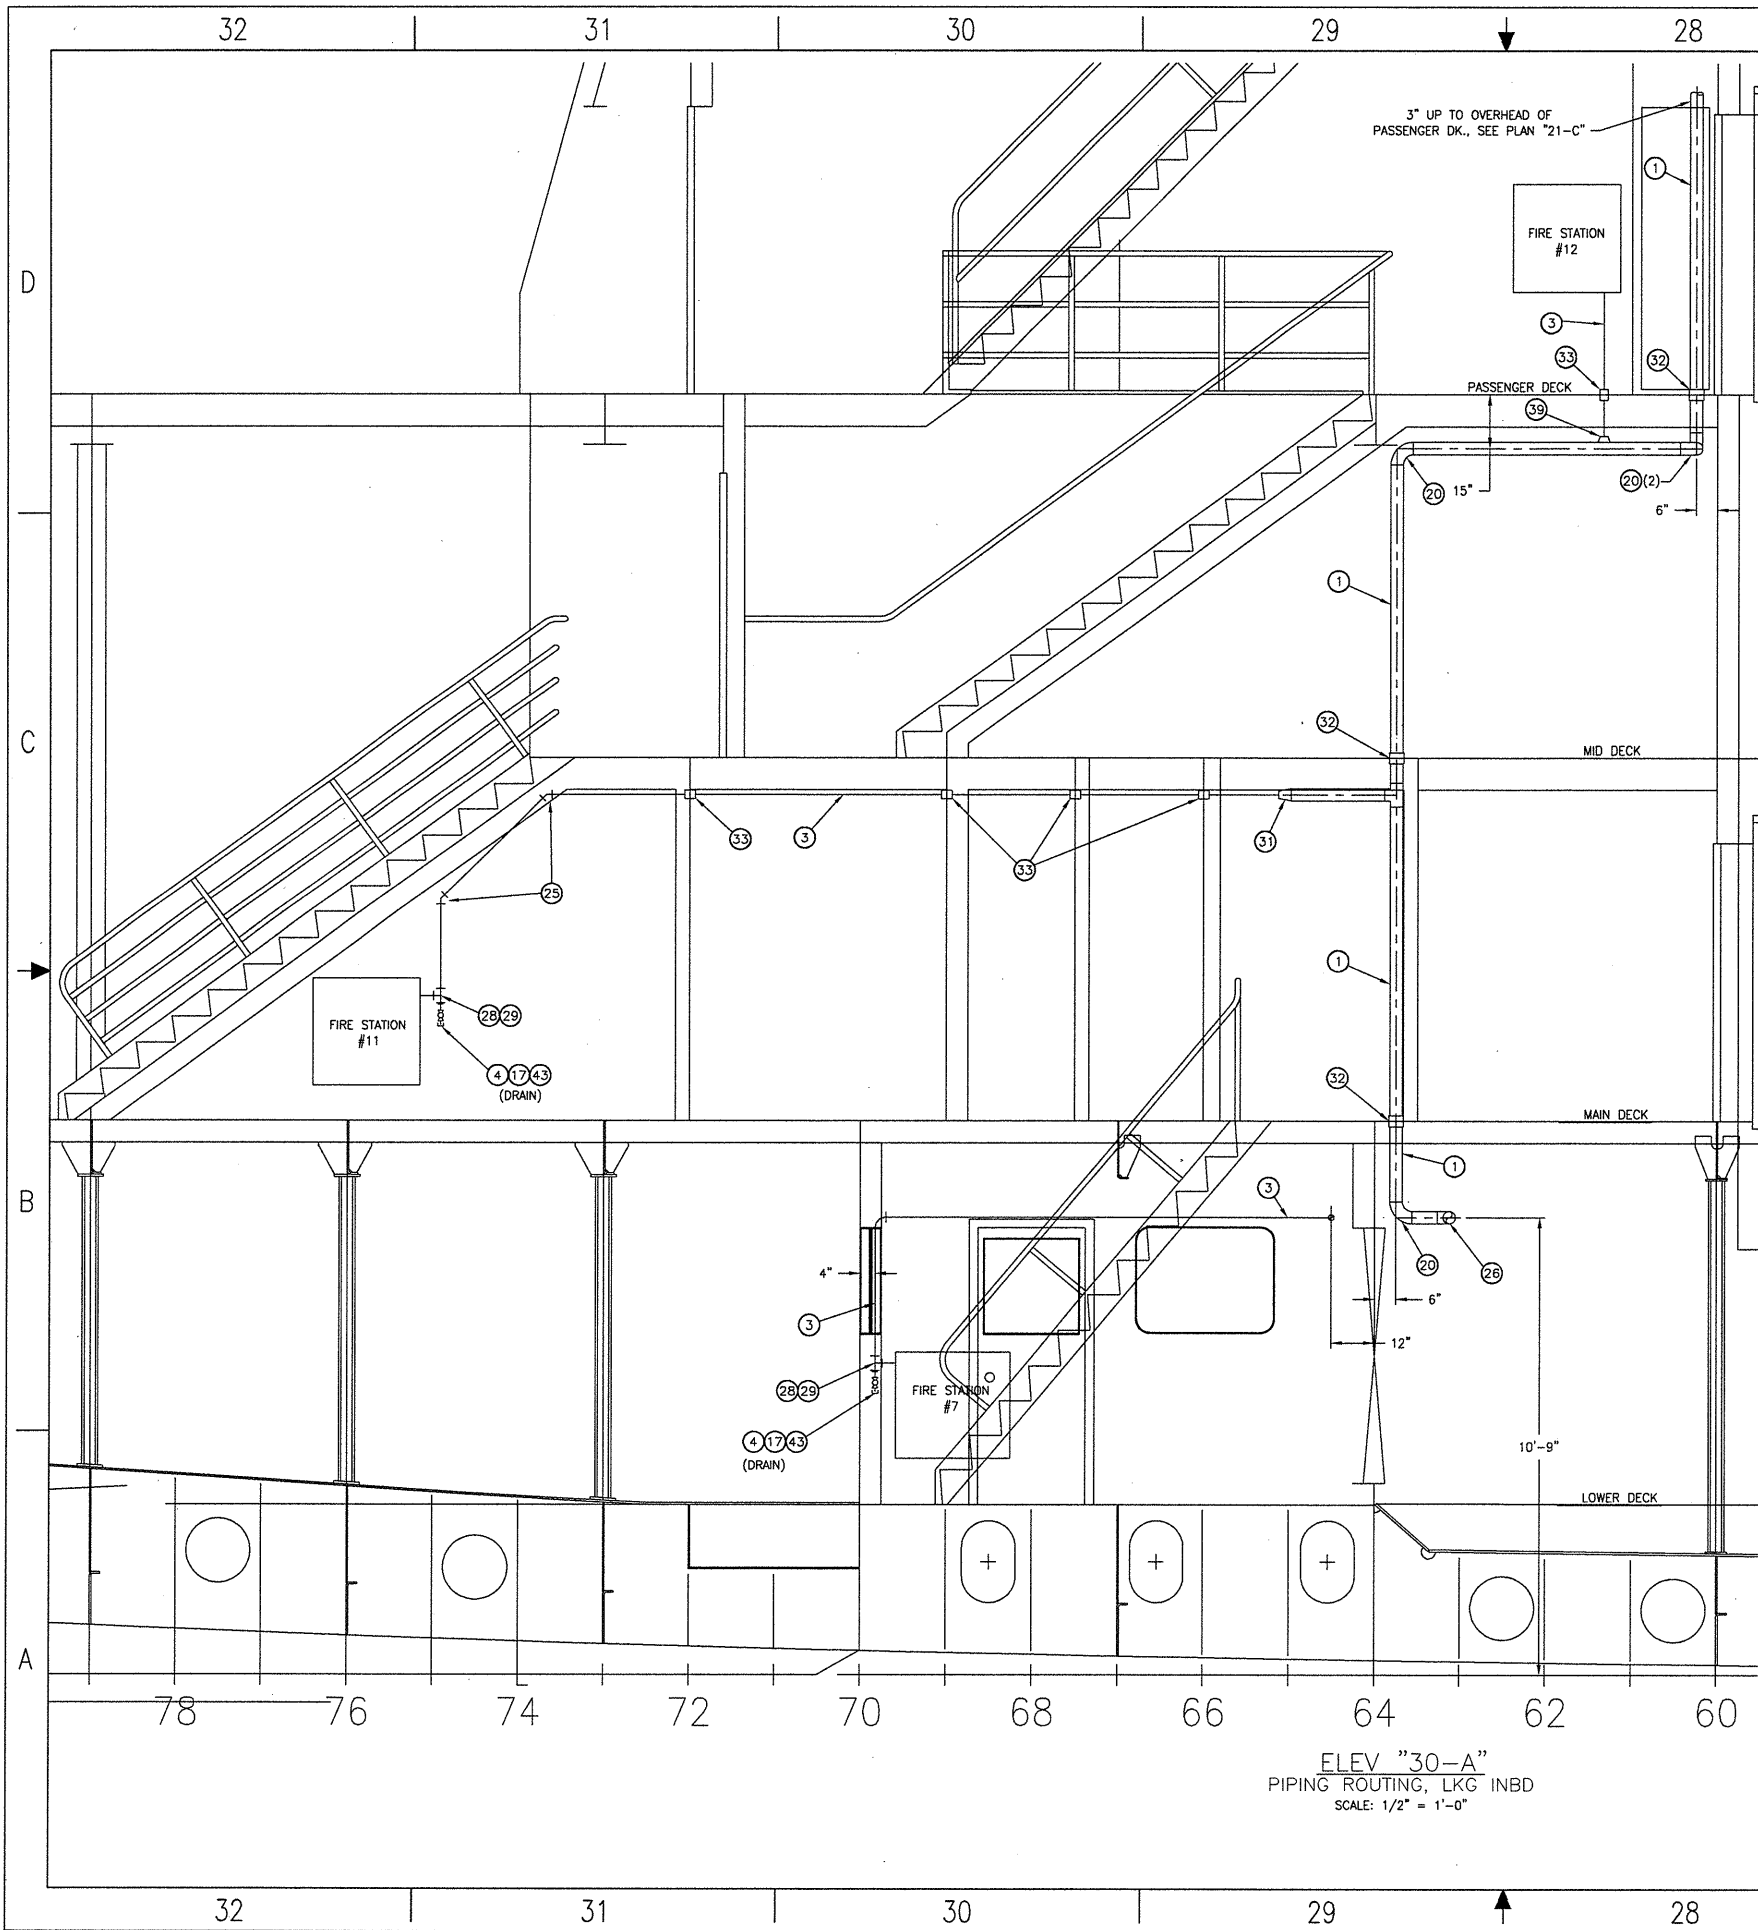 32 31 30 29 28
3" UP TO OVERHEAD OF
PASSENGER DK., SEE PLAN "21-C"
1
FIRE STATION
#12
D
3
33
32
PASSENGER DECK
39
20 15"
20 (2)
6"
1
C
32
MID DECK
33
3
33
31
25
1
28 29
FIRE STATION
#11
4 17 43
(DRAIN)
32
MAIN DECK
1
B
3
4"
20
26
6"
3
12"
28 29
FIRE STATION
#7
4 17 43
(DRAIN)
10'-9"
LOWER DECK
A
78 76 74 72 70 68 66 64 62 60
ELEV "30-A"
PIPING ROUTING, LKG INBD
SCALE: 1/2" = 1'-0"
32 31 30 29 28